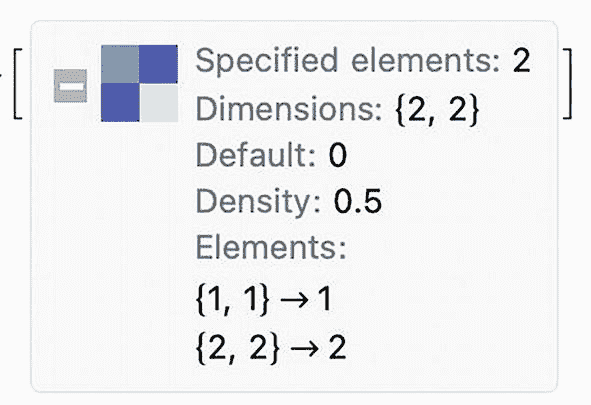 Specified elements: 2
Dimensions: {2, 2}
Default: 0
Density: 0.5
Elements:
{1, 1} → 1
{2, 2} → 2